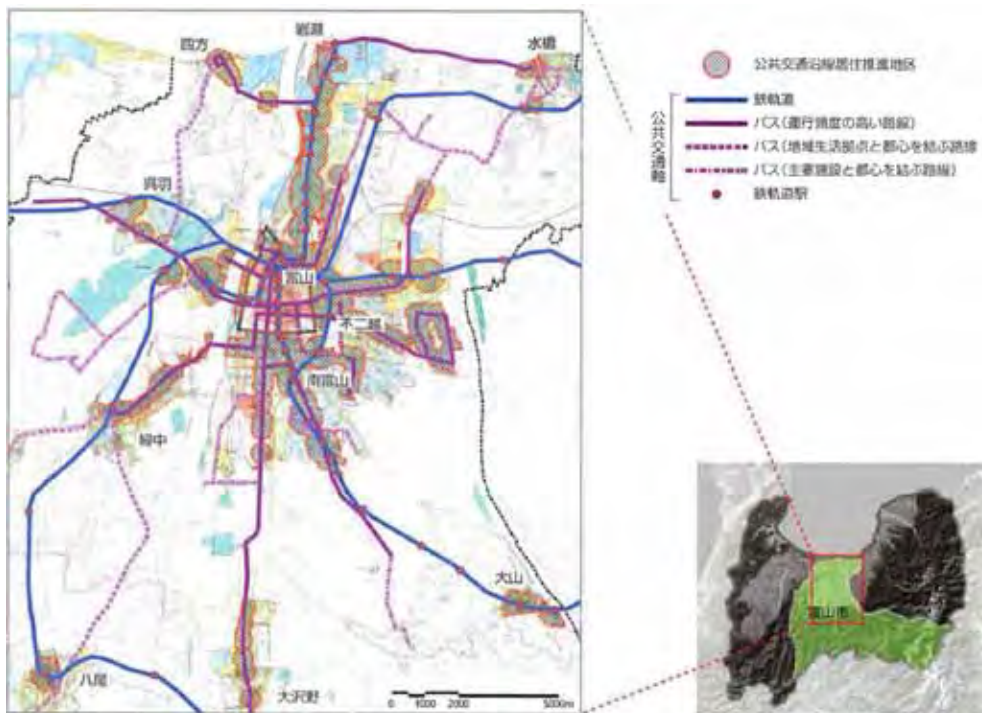 四方
岩瀬
水橋
呉羽
富山
不二越
南富山
婦中
大山
八尾
大沢野
0 1000 2000 5000m
公共交通沿線居住推進地区
公共交通軸
鉄軌道
バス(運行頻度の高い路線)
バス(地域生活拠点と都心を結ぶ路線
バス(主要施設と都心を結ぶ路線)
鉄軌道駅
富山市